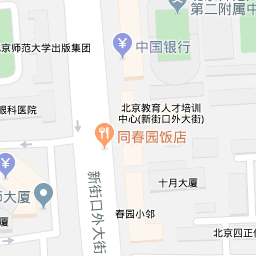 第二附属中
京师范大学出版集团
中国银行
北京教育人才培训
中心(新街口外大街)
眼科医院
同春园饭店
新街口外大街
十月大厦
师大厦
春园小邻
北京四正